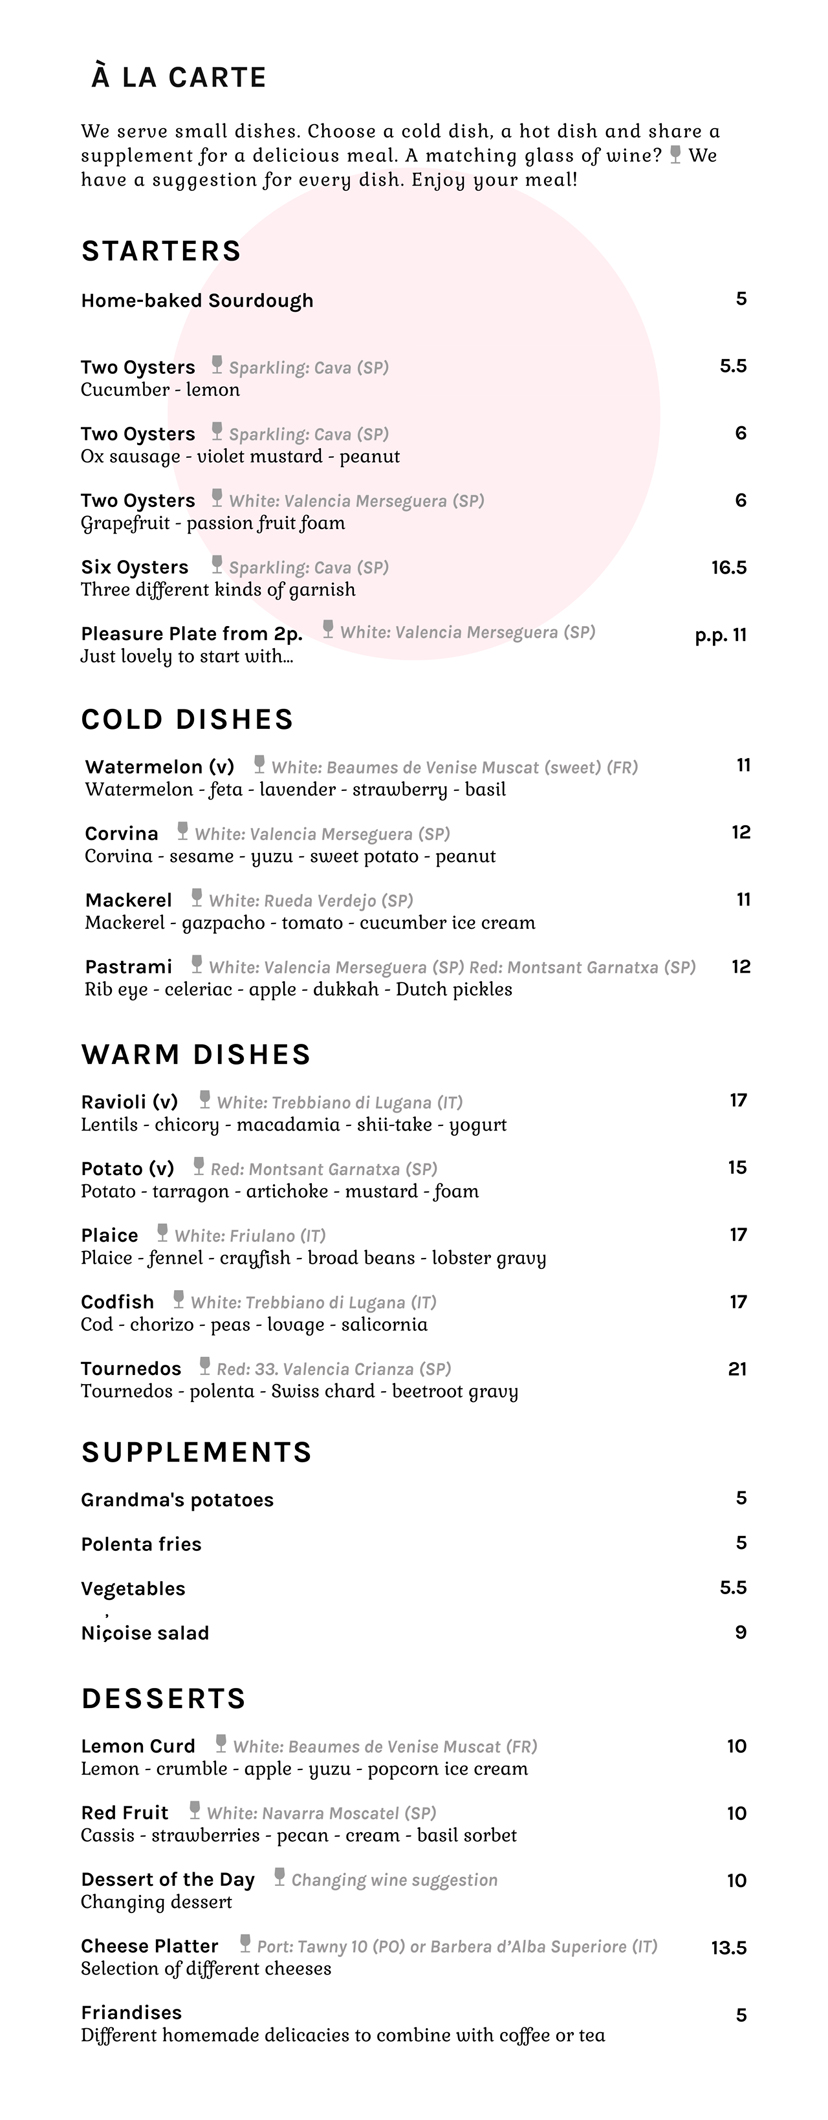 À LA CARTE
We serve small dishes. Choose a cold dish, a hot dish and share a
supplement for a delicious meal. A matching glass of wine? We
have a suggestion for every dish. Enjoy your meal!
STARTERS
Home-baked Sourdough 5
Two Oysters Sparkling: Cava (SP) 5.5
Cucumber - lemon
Two Oysters Sparkling: Cava (SP) 6
Ox sausage - violet mustard - peanut
Two Oysters White: Valencia Merseguera (SP) 6
Grapefruit - passion fruit foam
Six Oysters Sparkling: Cava (SP) 16.5
Three different kinds of garnish
Pleasure Plate from 2p. White: Valencia Merseguera (SP) p.p. 11
Just lovely to start with...
COLD DISHES
Watermelon (v) White: Beaumes de Venise Muscat (sweet) (FR) 11
Watermelon - feta - lavender - strawberry - basil
Corvina White: Valencia Merseguera (SP) 12
Corvina - sesame - yuzu - sweet potato - peanut
Mackerel White: Rueda Verdejo (SP) 11
Mackerel - gazpacho - tomato - cucumber ice cream
Pastrami White: Valencia Merseguera (SP) Red: Montsant Garnatxa (SP) 12
Rib eye - celeriac - apple - dukkah - Dutch pickles
WARM DISHES
Ravioli (v) White: Trebbiano di Lugana (IT) 17
Lentils - chicory - macadamia - shii-take - yogurt
Potato (v) Red: Montsant Garnatxa (SP) 15
Potato - tarragon - artichoke - mustard - foam
Plaice White: Friulano (IT) 17
Plaice - fennel - crayfish - broad beans - lobster gravy
Codfish White: Trebbiano di Lugana (IT) 17
Cod - chorizo - peas - lovage - salicornia
Tournedos Red: 33. Valencia Crianza (SP) 21
Tournedos - polenta - Swiss chard - beetroot gravy
SUPPLEMENTS
Grandma's potatoes 5
Polenta fries 5
Vegetables 5.5
,
Niçoise salad 9
DESSERTS
Lemon Curd White: Beaumes de Venise Muscat (FR) 10
Lemon - crumble - apple - yuzu - popcorn ice cream
Red Fruit White: Navarra Moscatel (SP) 10
Cassis - strawberries - pecan - cream - basil sorbet
Dessert of the Day Changing wine suggestion 10
Changing dessert
Cheese Platter Port: Tawny 10 (PO) or Barbera d'Alba Superiore (IT) 13.5
Selection of different cheeses
Friandises 5
Different homemade delicacies to combine with coffee or tea